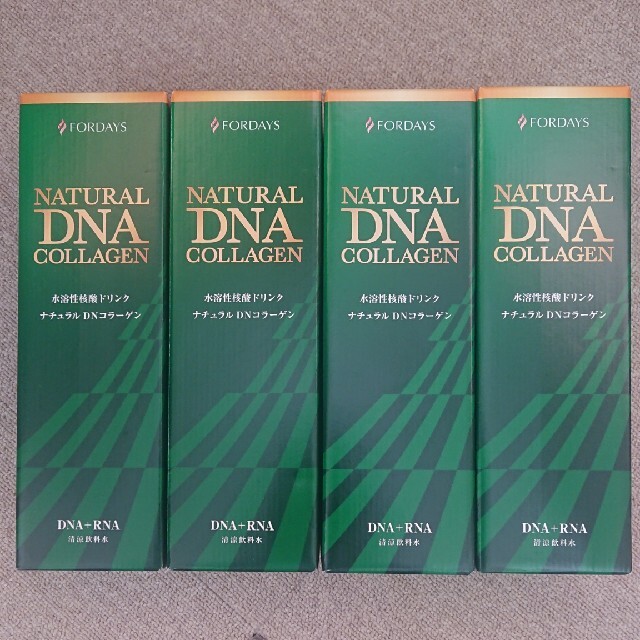 FORDAYS
NATURAL
DNA
COLLAGEN
水溶性核酸ドリンク
ナチュラル DNコラーゲン
DNA+RNA
清涼飲料水
FORDAYS
NATURAL
DNA
COLLAGEN
水溶性核酸ドリンク
ナチュラル DNコラーゲン
DNA+RNA
清涼飲料水
FORDAYS
NATURAL
DNA
COLLAGEN
水溶性核酸ドリンク
ナチュラル DNコラーゲン
DNA+RNA
清涼飲料水
FORDAYS
NATURAL
DNA
COLLAGEN
水溶性核酸ドリンク
ナチュラル DNコラーゲン
DNA+RNA
清涼飲料水